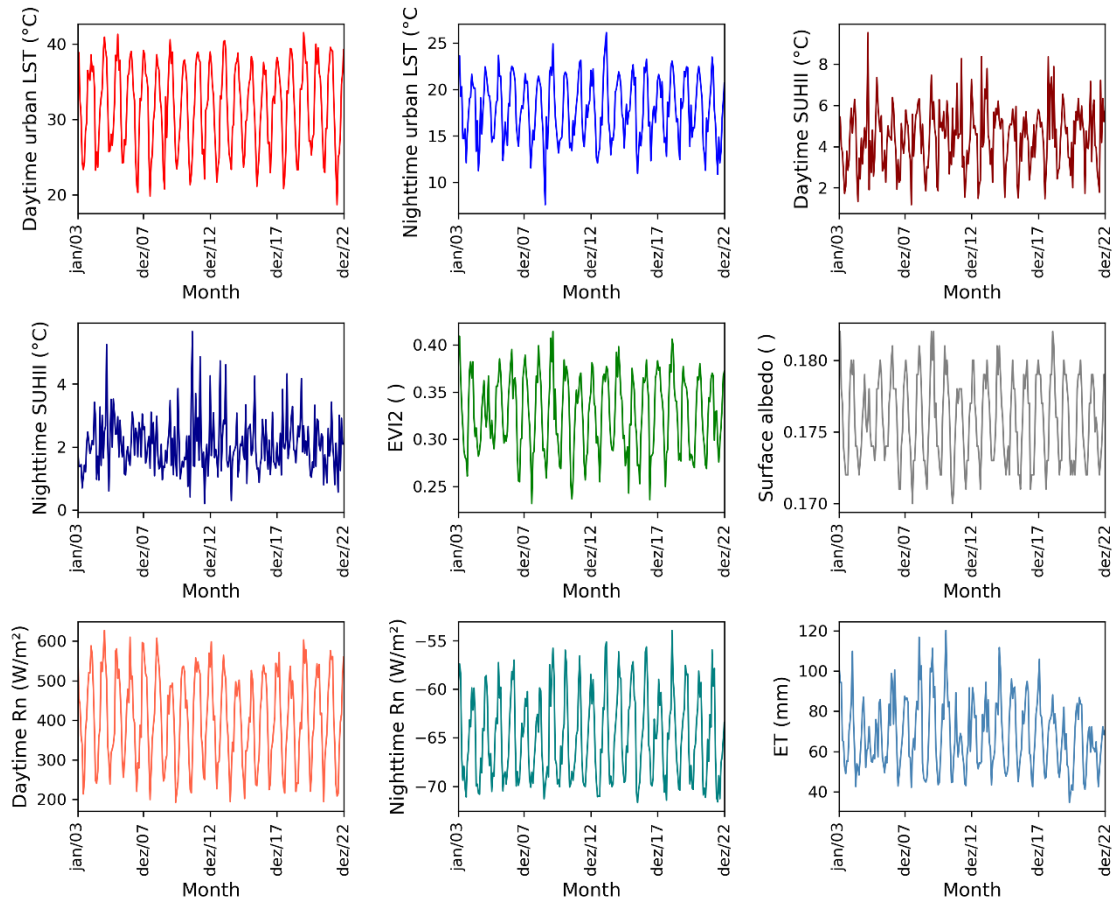 Daytime urban LST (°C)
40
30
20
jan/03
dez/07
dez/12
dez/17
dez/22
Month
Nighttime urban LST (°C
25
20
15
10
jan/03
dez/07
dez/12
dez/17
dez/22
Month
Daytime SUHII (°C)
8
6
4
2
jan/03
dez/07
dez/12
dez/17
dez/22
Month
Nighttime SUHII (°C)
4
2
0
jan/03
dez/07
dez/12
dez/17
dez/22
Month
EVI2 ( )
0.40
0.35
0.30
0.25
jan/03
dez/07
dez/12
dez/17
dez/22
Month
Surface albedo ( )
0.180
0.175
0.170
jan/03
dez/07
dez/12
dez/17
dez/22
Month
Daytime Rn (W/m²)
600
500
400
300
200
jan/03
dez/07
dez/12
dez/17
dez/22
Month
Nighttime Rn (W/m²)
−55
−60
−65
−70
jan/03
dez/07
dez/12
dez/17
dez/22
Month
ET (mm)
120
100
80
60
40
jan/03
dez/07
dez/12
dez/17
dez/22
Month